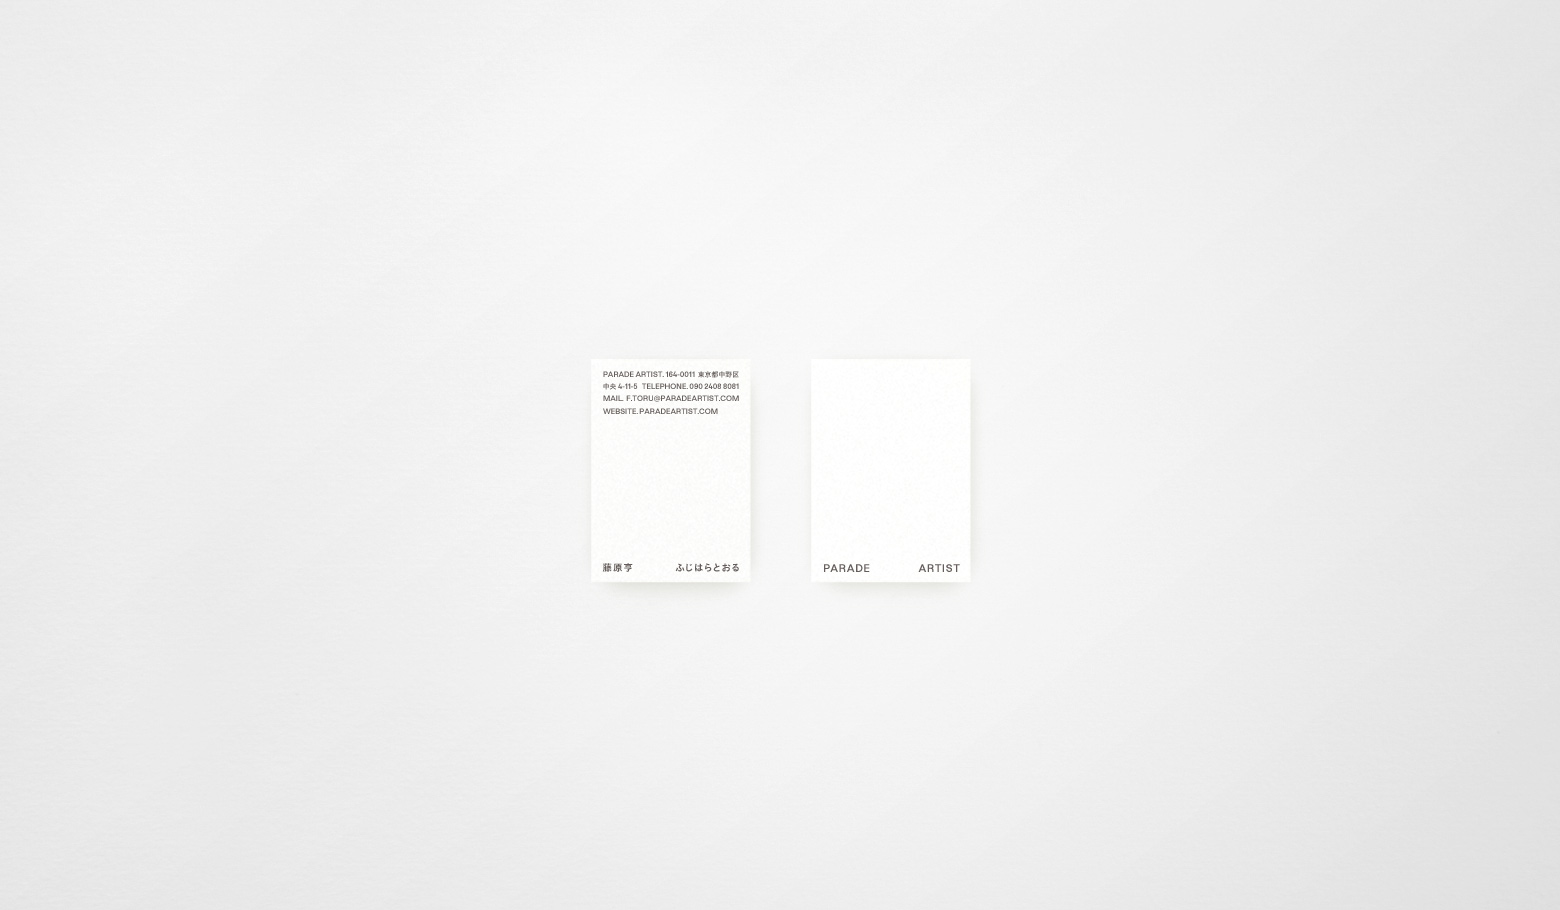 PARADE ARTIST. 164-0011 東京都中野区
中央 4-11-5 TELEPHONE. 090 2408 8081
MAIL. F.TORU@PARADEARTIST.COM
WEBSITE. PARADEARTIST.COM
藤原亨 ふじはらとおる
PARADE ARTIST